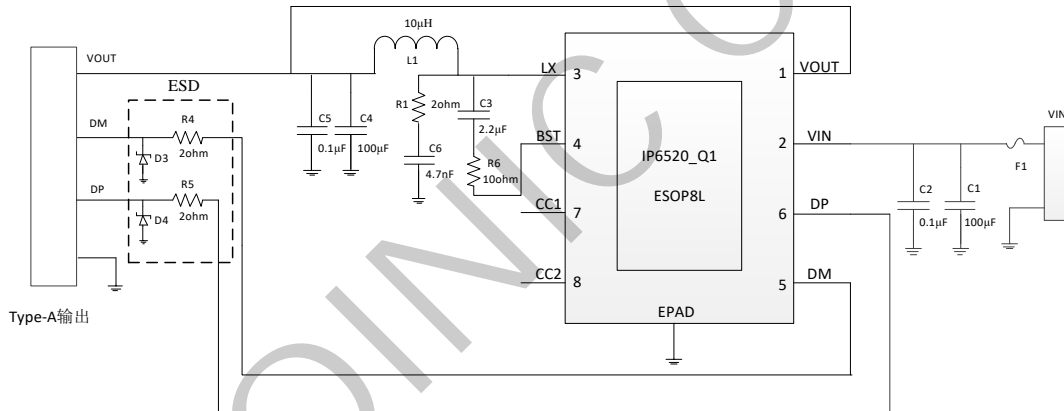 10μH
L1
VOUT
ESD
LX
3
1
VOUT
R1
2ohm
C3
2.2μF
DM
R4
2ohm
D3
C5
0.1μF
C4
100μF
BST
4
2
VIN
VIN
F1
IP6520_Q1
ESOP8L
C6
4.7nF
R6
10ohm
DP
R5
2ohm
D4
CC1
7
6
DP
C2
0.1μF
C1
100μF
CC2
8
5
DM
EPAD
Type-A输出
OINIC C